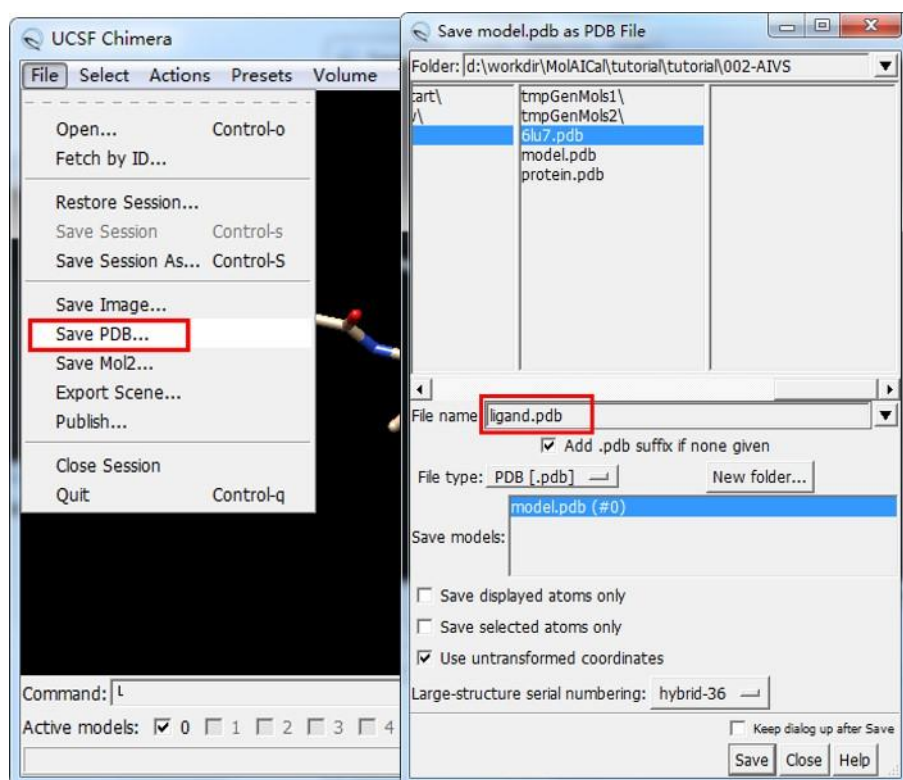 UCSF Chimera
File Select Actions Presets Volume
Open... Control-o
Fetch by ID...
Restore Session...
Save Session Control-s
Save Session As... Control-S
Save Image...
Save PDB...
Save Mol2...
Export Scene...
Publish...
Close Session
Quit Control-q
Command:
Active models: 0 1 2 3 4
Save model.pdb as PDB File
Folder: d:\workdir\MolAICal\tutorial\tutorial\002-AIVS
tart\
tmpGenMols1\
tmpGenMols2\
6lu7.pdb
model.pdb
protein.pdb
File name ligand.pdb
Add .pdb suffix if none given
File type: PDB [.pdb] New folder...
model.pdb (#0)
Save models:
Save displayed atoms only
Save selected atoms only
Use untransformed coordinates
Large-structure serial numbering: hybrid-36
Keep dialog up after Save
Save Close Help